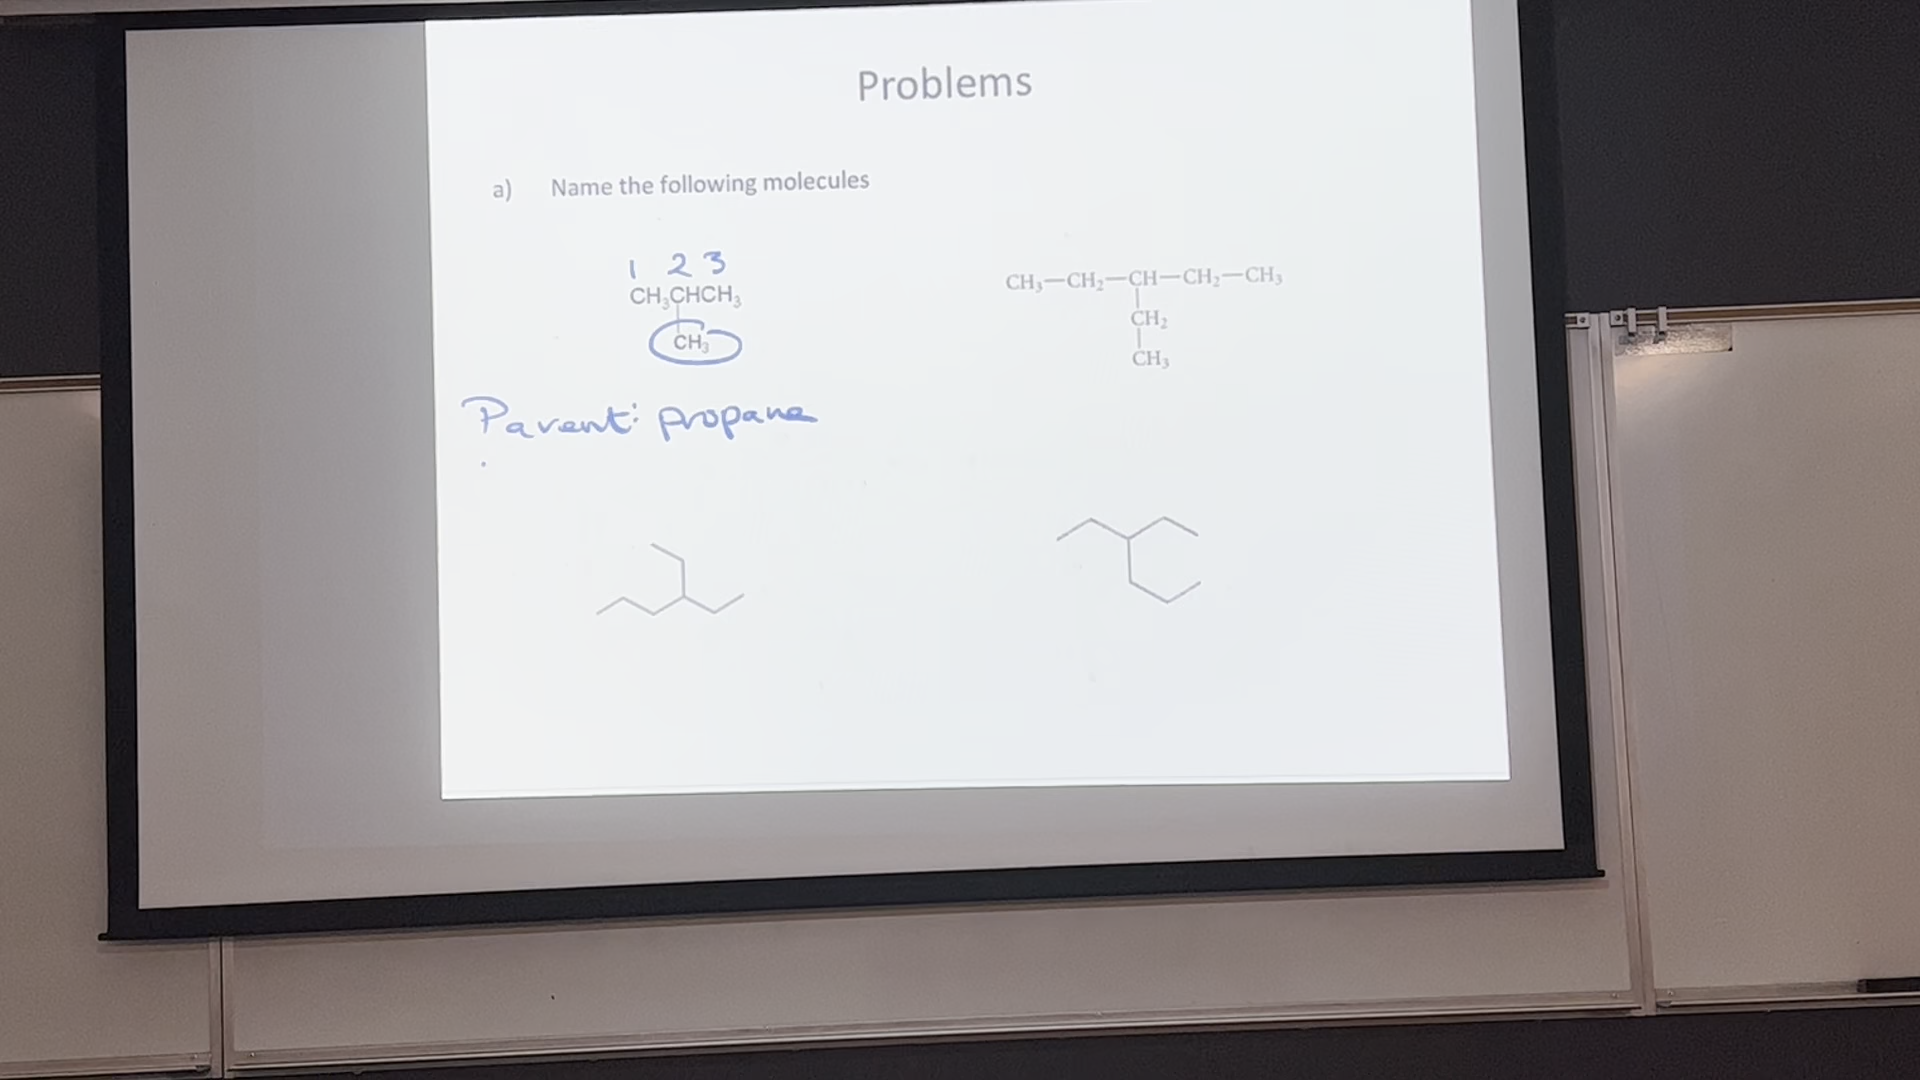 Problems
a) Name the following molecules
1 2 3
CH₃CHCH₃
CH₃
CH₃—CH₂—CH—CH₂—CH₃
CH₂
CH₃
Parent: propane